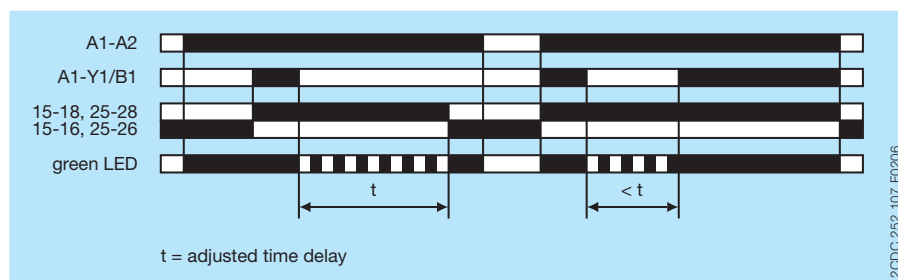 A1-A2
A1-Y1/B1
15-18, 25-28
15-16, 25-26
green LED
t
< t
t = adjusted time delay
2CDC 252 107 F0206